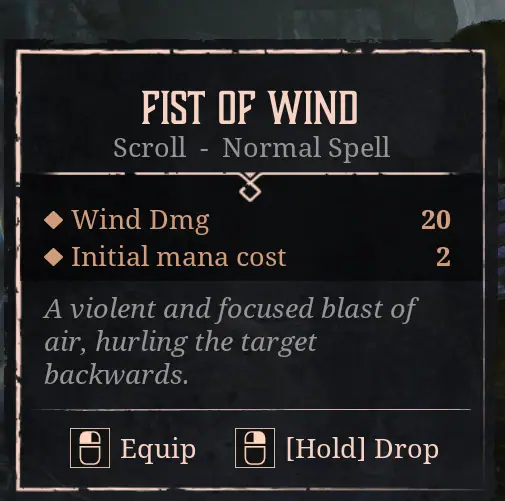 FIST OF WIND
Scroll - Normal Spell
Wind Dmg 20
Initial mana cost 2
A violent and focused blast of
air, hurling the target
backwards.
Equip [Hold] Drop